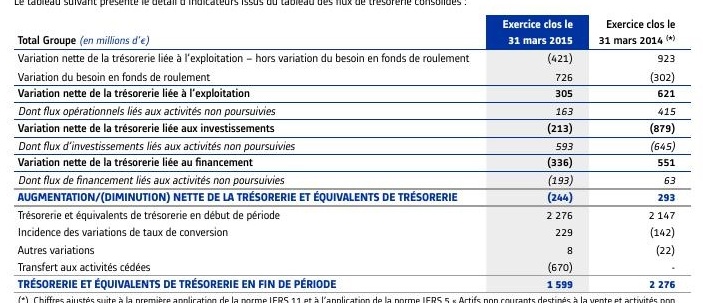 Le tableau suivant présente le détail d'indicateurs issus du tableau des flux de trésorerie consolidés :
Exercice clos le Exercice clos le
Total Groupe (en millions d'€) 31 mars 2015 31 mars 2014 (*)
Variation nette de la trésorerie liée à l'exploitation – hors variation du besoin en fonds de roulement (421) 923
Variation du besoin en fonds de roulement 726 (302)
Variation nette de la trésorerie liée à l'exploitation 305 621
Dont flux opérationnels liés aux activités non poursuivies 163 415
Variation nette de la trésorerie liée aux investissements (213) (879)
Dont flux d'investissements liés aux activités non poursuivies 593 (645)
Variation nette de la trésorerie liée au financement (336) 551
Dont flux de financement liés aux activités non poursuivies (193) 63
AUGMENTATION/(DIMINUTION) NETTE DE LA TRÉSORERIE ET ÉQUIVALENTS DE TRÉSORERIE (244) 293
Trésorerie et équivalents de trésorerie en début de période 2 276 2 147
Incidence des variations de taux de conversion 229 (142)
Autres variations 8 (22)
Transfert aux activités cédées (670) -
TRÉSORERIE ET ÉQUIVALENTS DE TRÉSORERIE EN FIN DE PÉRIODE 1 599 2 276
(*) Chiffres ajustés suite à la première application de la norme IFRS 11 et à l'application de la norme IFRS 5 « Actifs non courants destinés à la vente et activités non